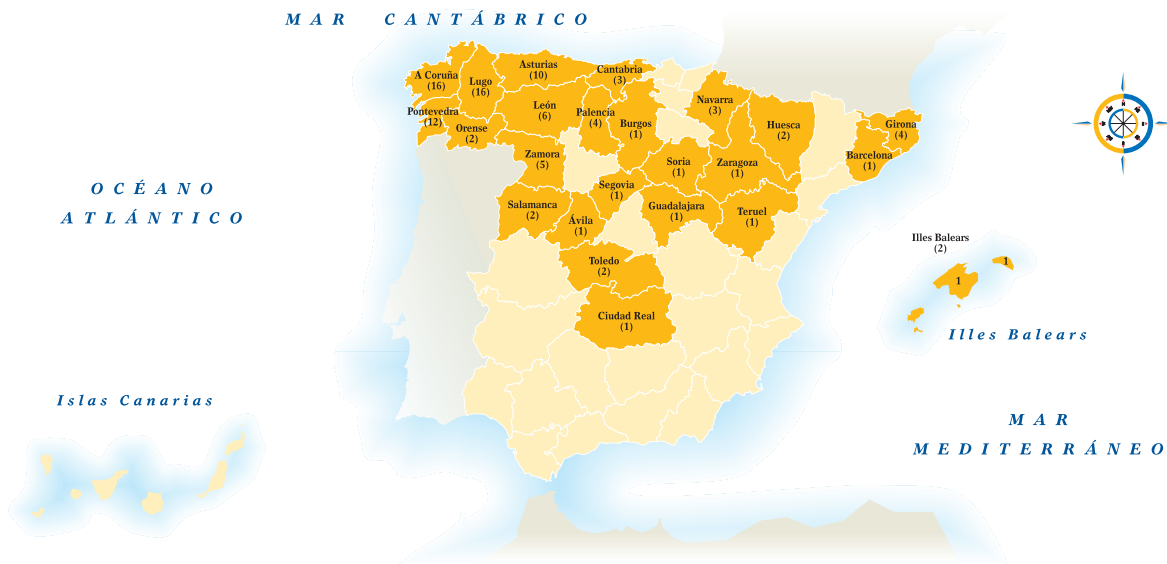 MAR CANTÁBRICO
A Coruña
(16)
Lugo
(16)
Asturias
(10)
Cantabria
(3)
Pontevedra
(12)
Orense
(2)
León
(6)
Palencia
(4)
Burgos
(1)
Navarra
(3)
Huesca
(2)
Girona
(4)
Barcelona
(1)
Zamora
(5)
Soria
(1)
Zaragoza
(1)
Segovia
(1)
Salamanca
(2)
Ávila
(1)
Guadalajara
(1)
Teruel
(1)
Toledo
(2)
Ciudad Real
(1)
OCÉANO
ATLÁNTICO
Illes Balears
(2)
1
1
Illes Balears
Islas Canarias
MAR
MEDITERRÁNEO